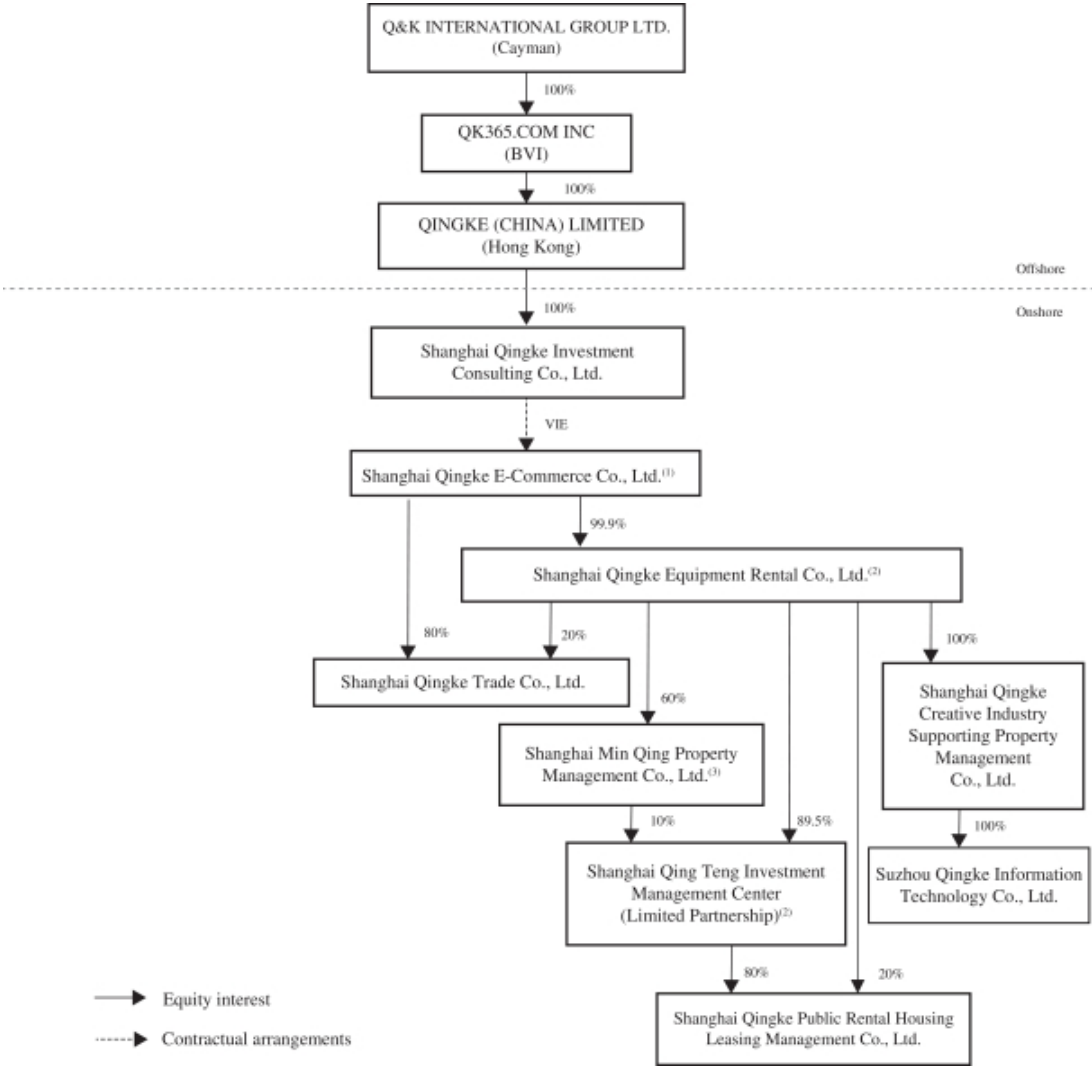 Q&K INTERNATIONAL GROUP LTD.
(Cayman)
100%
QK365.COM INC
(BVI)
100%
QINGKE (CHINA) LIMITED
(Hong Kong)
Offshore
100%
Onshore
Shanghai Qingke Investment
Consulting Co., Ltd.
VIE
Shanghai Qingke E-Commerce Co., Ltd.(1)
99.9%
Shanghai Qingke Equipment Rental Co., Ltd.(2)
80%
20%
100%
Shanghai Qingke Trade Co., Ltd.
60%
Shanghai Qingke
Creative Industry
Supporting Property
Management
Co., Ltd.
Shanghai Min Qing Property
Management Co., Ltd.(3)
10%
89.5%
100%
Shanghai Qing Teng Investment
Management Center
(Limited Partnership)(2)
Suzhou Qingke Information
Technology Co., Ltd.
80%
20%
Equity interest
Contractual arrangements
Shanghai Qingke Public Rental Housing
Leasing Management Co., Ltd.